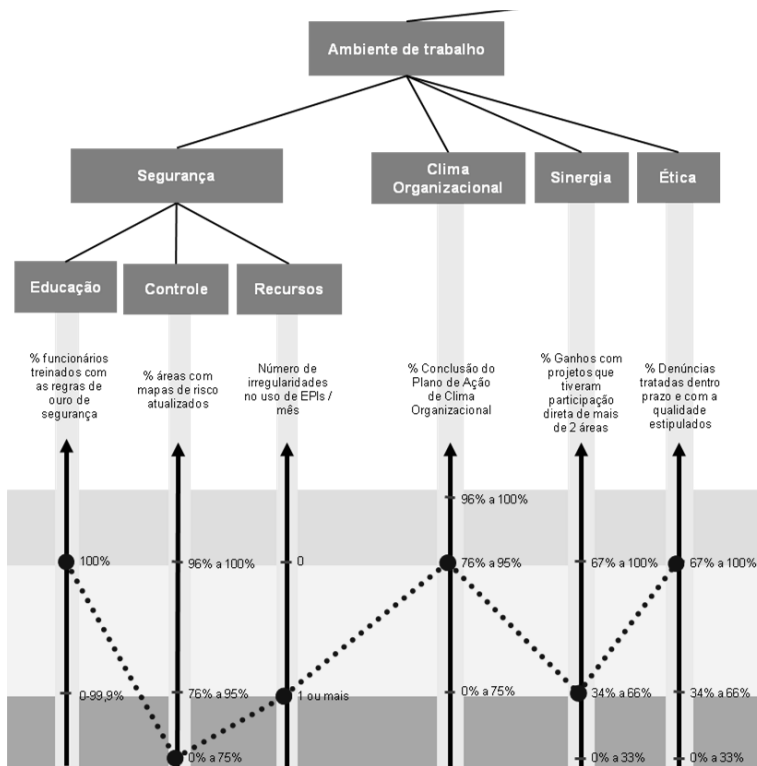 Ambiente de trabalho
Segurança
Clima
Organizacional
Sinergia
Ética
Educação
Controle
Recursos
% funcionários
treinados com
as regras de
ouro de
segurança
% áreas com
mapas de risco
atualizados
Número de
irregularidades
no uso de EPIs /
mês
% Conclusão do
Plano de Ação
de Clima
Organizacional
% Ganhos com
projetos que
tiveram
participação
direta de mais
de 2 áreas
% Denúncias
tratadas dentro
prazo e com a
qualidade
estipulados
96% a 100%
100%
96% a 100%
0
76% a 95%
67% a 100%
67% a 100%
0-99,9%
76% a 95%
1 ou mais
0% a 75%
34% a 66%
34% a 66%
0% a 75%
0% a 33%
0% a 33%